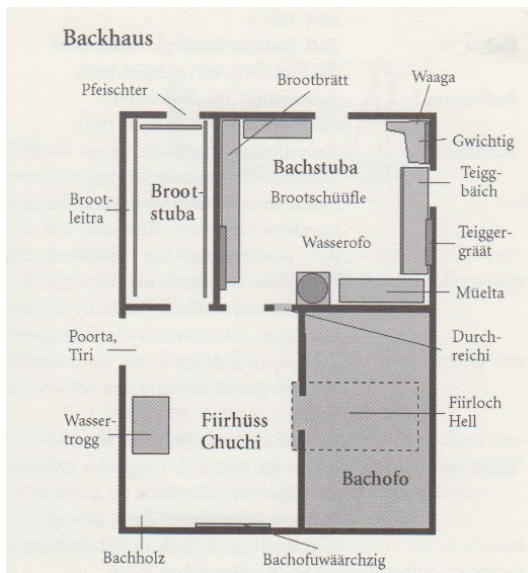 Backhaus
Brootbrätt
Waaga
Pfeischter
Gwichtig
Bachstuba
Teigg-
bäich
Broot-
leitra
Broot-
stuba
Brootschüüfle
Wasserofo
Teigger-
gräät
Müelta
Poorta,
Tiri
Durch-
reichi
Wasser-
trogg
Fiirhüss
Chuchi
Fiirloch
Hell
Bachofo
Bachholz
Bachofuwäärchzig